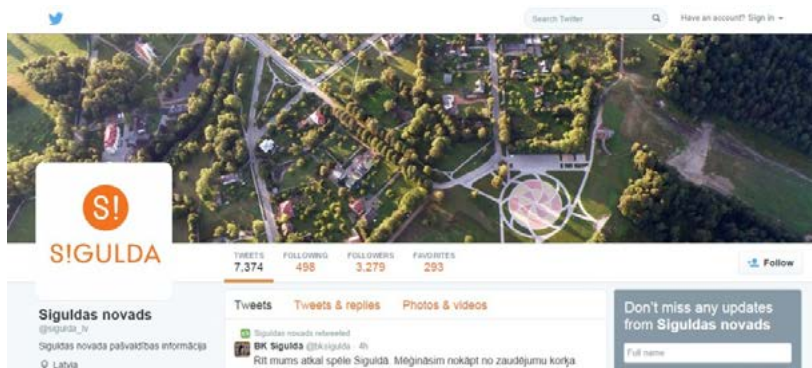 Search Twitter
Have an account? Sign in
S!
S!GULDA
TWEETS FOLLOWING FOLLOWERS FAVORITES
7,374 498 3,279 293
Follow
Siguldas novads
@sigulda_lv
Siguldas novada pašvaldības informācija
Latvia
Tweets Tweets & replies Photos & videos
Siguldas novads retweeted
BK Sigulda @bksigulda · 4h
Rīt mums atkal spēle Siguldā. Mēģināsim nokāpt no zaudējumu korķa
Don't miss any updates
from Siguldas novads
Full name